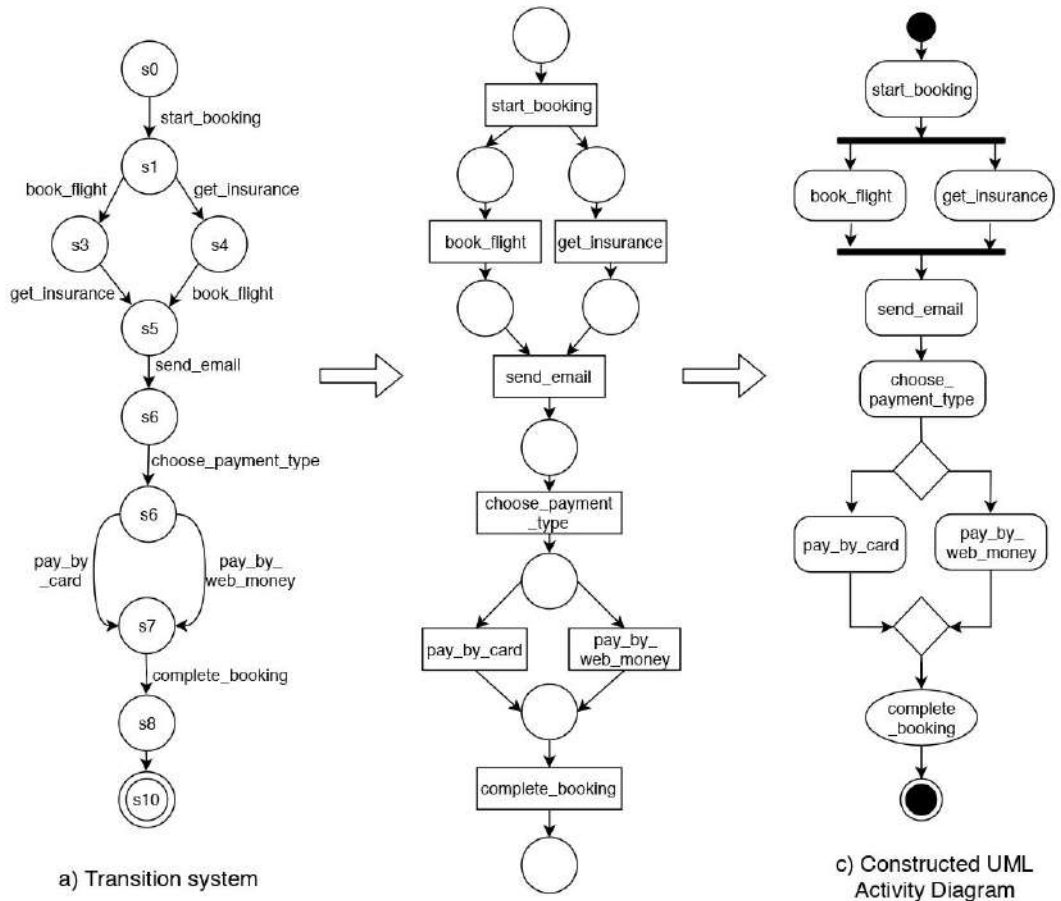 s0
start_booking
s1
book_flight
get_insurance
s3
s4
get_insurance
book_flight
s5
send_email
s6
choose_payment_type
s6
pay_by
_card
pay_by_
web_money
s7
complete_booking
s8
s10
a) Transition system
start_booking
book_flight
get_insurance
send_email
choose_payment
_type
pay_by_card
pay_by_
web_money
complete_booking
start_booking
book_flight
get_insurance
send_email
choose_
payment_type
pay_by_card
pay_by_
web_money
complete
_booking
c) Constructed UML
Activity Diagram